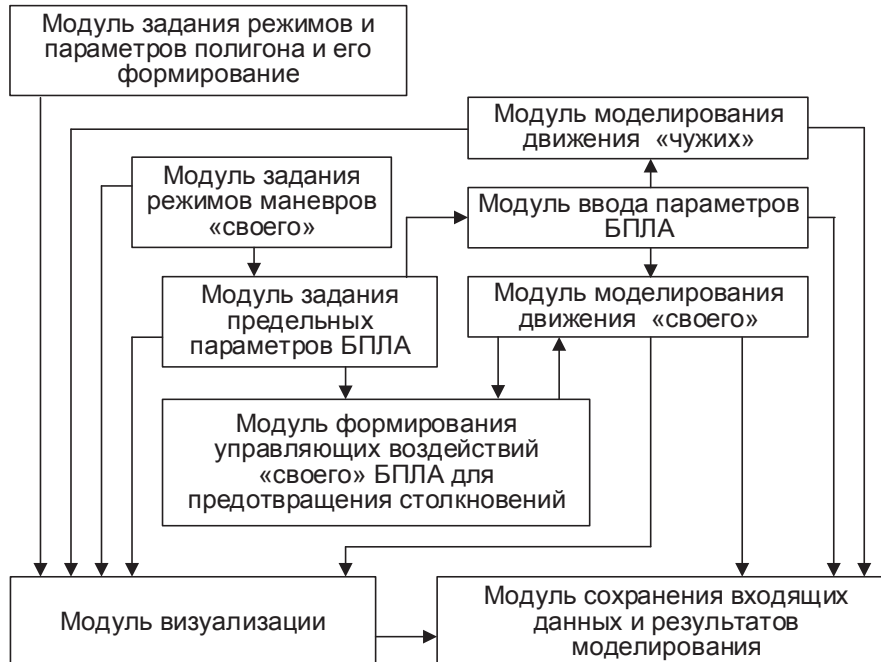 Модуль задания режимов и
параметров полигона и его
формирование
Модуль моделирования
движения «чужих»
Модуль задания
режимов маневров
«своего»
Модуль ввода параметров
БПЛА
Модуль задания
предельных
параметров БПЛА
Модуль моделирования
движения «своего»
Модуль формирования
управляющих воздействий
«своего» БПЛА для
предотвращения столкновений
Модуль визуализации
Модуль сохранения входящих
данных и результатов
моделирования